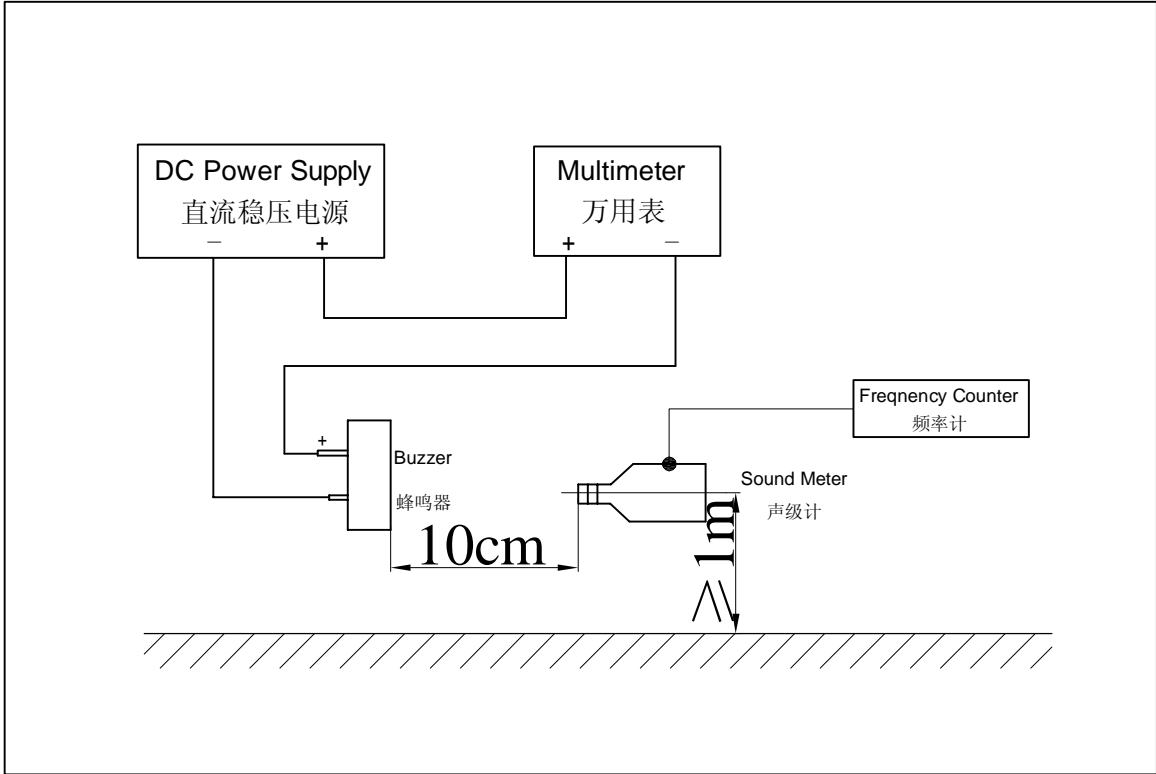 DC Power Supply
直流稳压电源
— +
Multimeter
万用表
+ —
Freqnency Counter
频率计
+
Buzzer
蜂鸣器
Sound Meter
声级计
10cm
≥1m